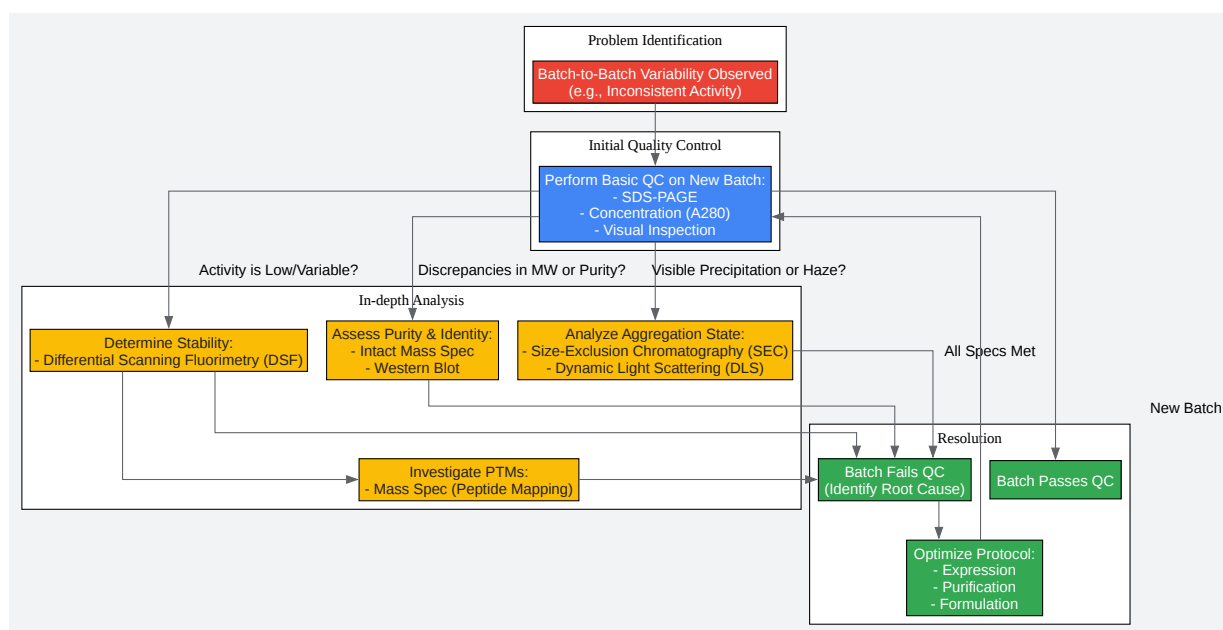 Problem Identification
Batch-to-Batch Variability Observed
(e.g., Inconsistent Activity)
Initial Quality Control
Perform Basic QC on New Batch:
- SDS-PAGE
- Concentration (A280)
- Visual Inspection
Activity is Low/Variable?
Discrepancies in MW or Purity?
Visible Precipitation or Haze?
In-depth Analysis
Determine Stability:
- Differential Scanning Fluorimetry (DSF)
Assess Purity & Identity:
- Intact Mass Spec
- Western Blot
Analyze Aggregation State:
- Size-Exclusion Chromatography (SEC)
- Dynamic Light Scattering (DLS)
All Specs Met
New Batch
Investigate PTMs:
- Mass Spec (Peptide Mapping)
Resolution
Batch Fails QC
(Identify Root Cause)
Batch Passes QC
Optimize Protocol:
- Expression
- Purification
- Formulation